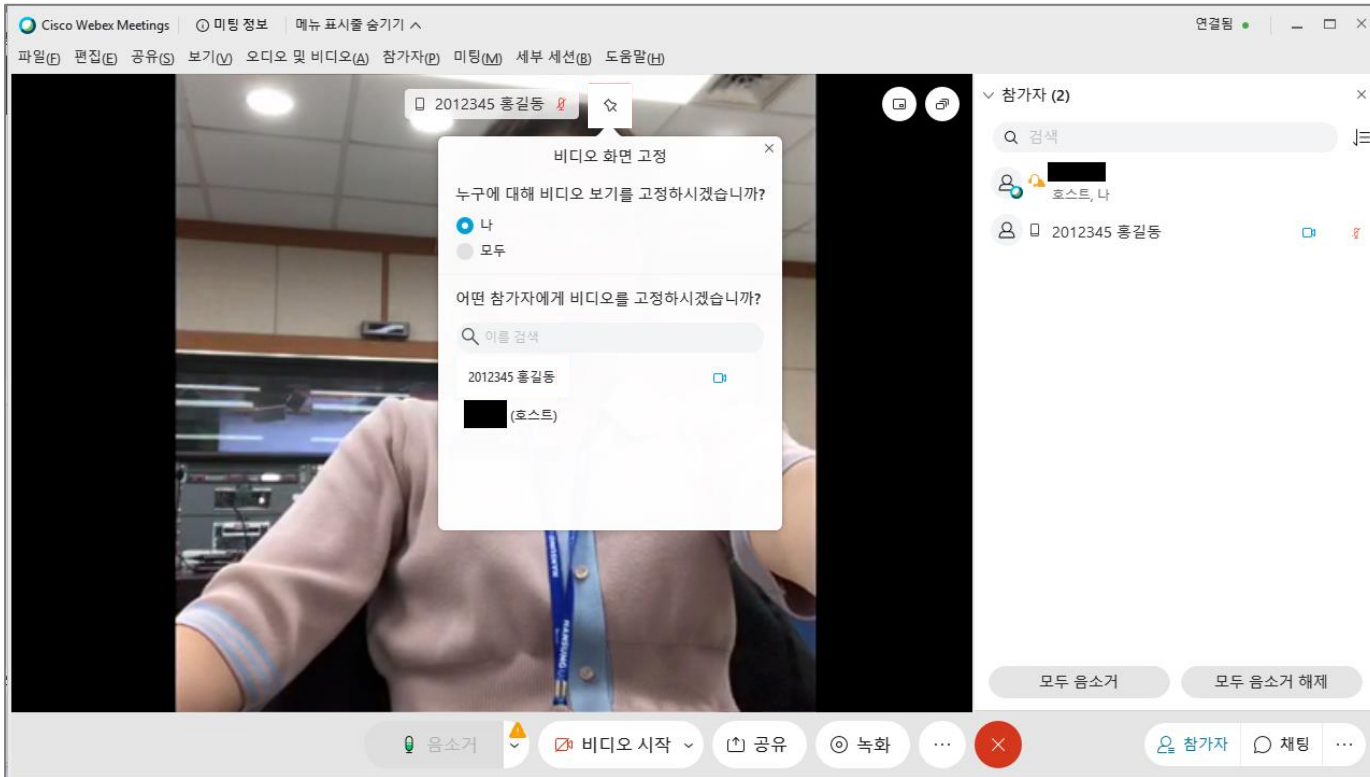 Cisco Webex Meetings 미팅 정보 메뉴 표시줄 숨기기 연결됨
파일(F) 편집(E) 공유(S) 보기(V) 오디오 및 비디오(A) 참가자(P) 미팅(M) 세부 세션(B) 도움말(H)
2012345 홍길동
비디오 화면 고정
누구에 대해 비디오 보기를 고정하시겠습니까?
나
모두
어떤 참가자에게 비디오를 고정하시겠습니까?
이름 검색
2012345 홍길동
(호스트)
HANSUNG
참가자 (2)
검색
호스트, 나
2012345 홍길동
모두 음소거 모두 음소거 해제
음소거 비디오 시작 공유 녹화 ... 참가자 채팅 ...